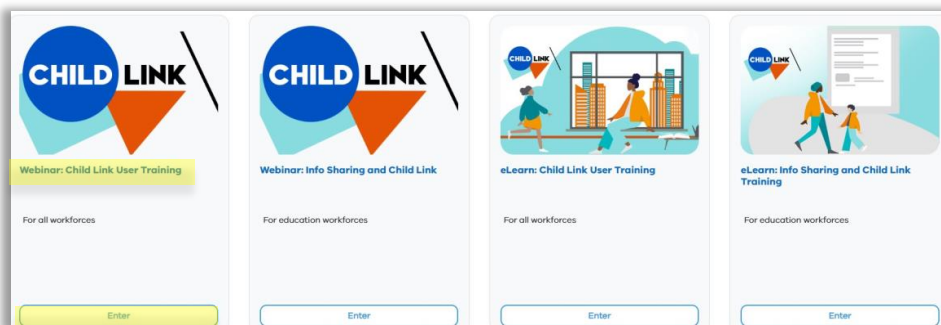 CHILD LINK
Webinar: Child Link User Training
For all workforces
Enter
CHILD LINK
Webinar: Info Sharing and Child Link
For education workforces
Enter
CHILD LINK
eLearn: Child Link User Training
For all workforces
Enter
CHILD LINK
eLearn: Info Sharing and Child Link
Training
For education workforces
Enter